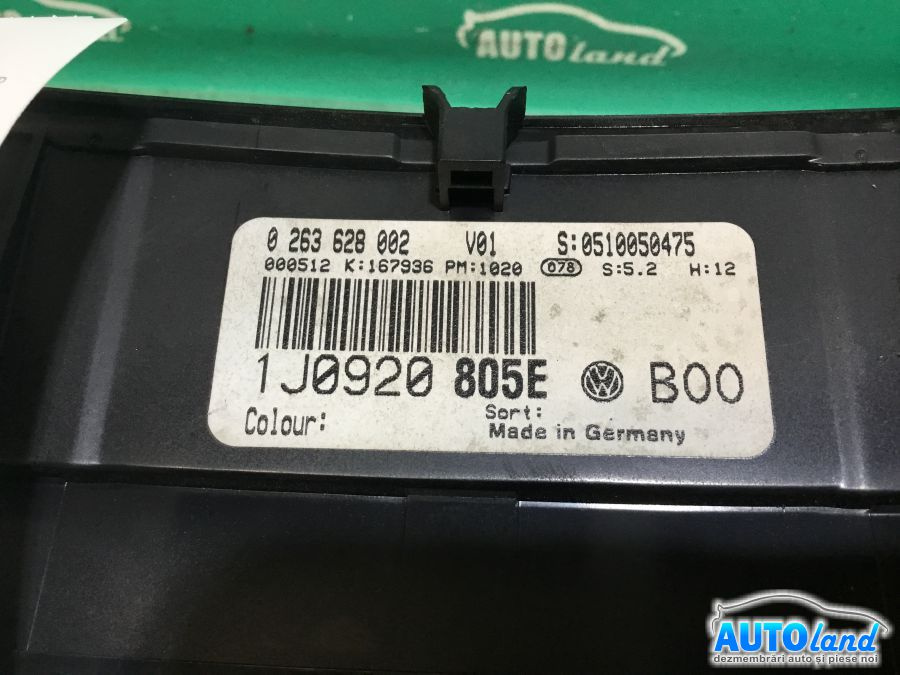 AUTOland
0 263 628 002 V01 S:0510050475
000512 K:167936 PM:1020 078 S:5.2 H:12
1J0920 805E VW B00
Colour: Sort:
Made in Germany
AUTOland
dezmembrări auto și piese noi